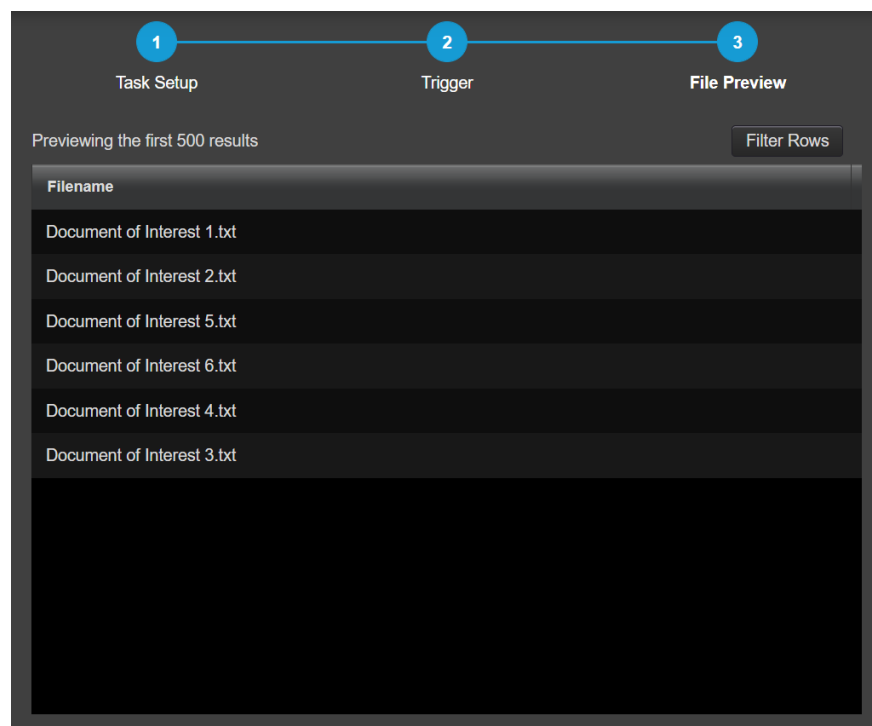 1 2 3
Task Setup Trigger File Preview
Previewing the first 500 results Filter Rows
Filename
Document of Interest 1.txt
Document of Interest 2.txt
Document of Interest 5.txt
Document of Interest 6.txt
Document of Interest 4.txt
Document of Interest 3.txt